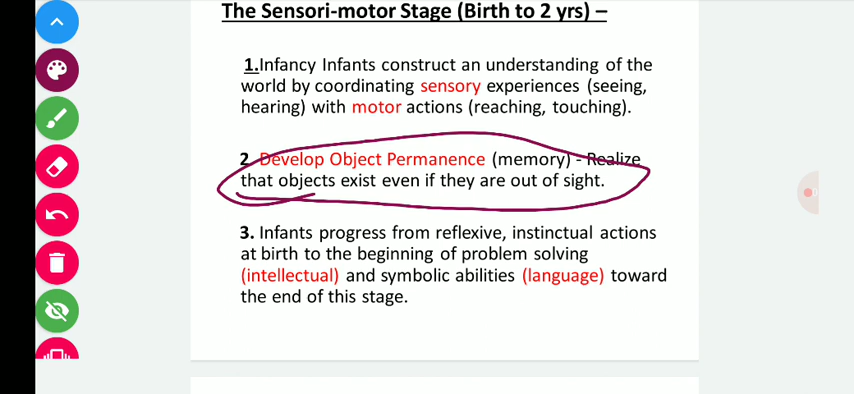 The Sensori-motor Stage (Birth to 2 yrs) –
1.Infancy Infants construct an understanding of the
world by coordinating sensory experiences (seeing,
hearing) with motor actions (reaching, touching).
2 Develop Object Permanence (memory) - Realize
that objects exist even if they are out of sight.
3. Infants progress from reflexive, instinctual actions
at birth to the beginning of problem solving
(intellectual) and symbolic abilities (language) toward
the end of this stage.